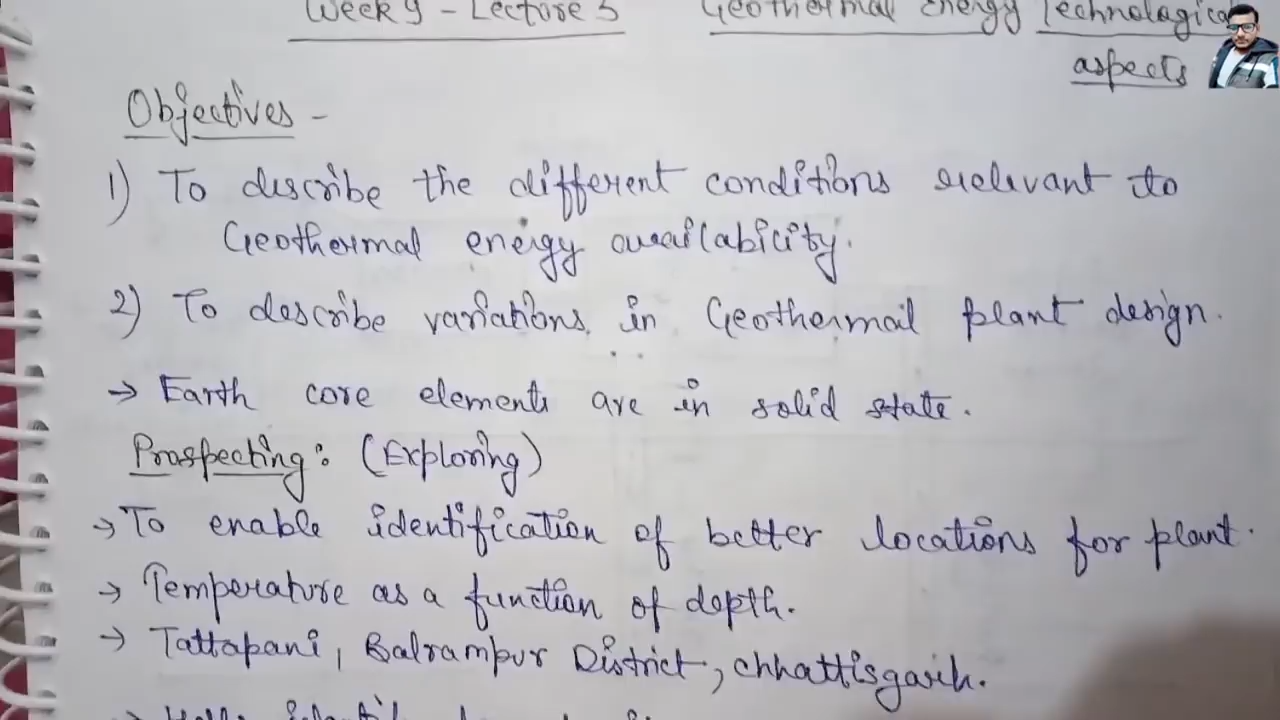 Week 9 - Lecture 3 Geothermal Energy Technological
aspects
Objectives -
1) To describe the different conditions relevant to
Geothermal energy availability.
2) To describe variations in Geothermal plant design.
→ Earth core elements are in solid state.
Prospecting: (Exploring)
→ To enable identification of better locations for plant.
→ Temperature as a function of depth.
→ Tattapani, Balrampur District, Chhattisgarh.